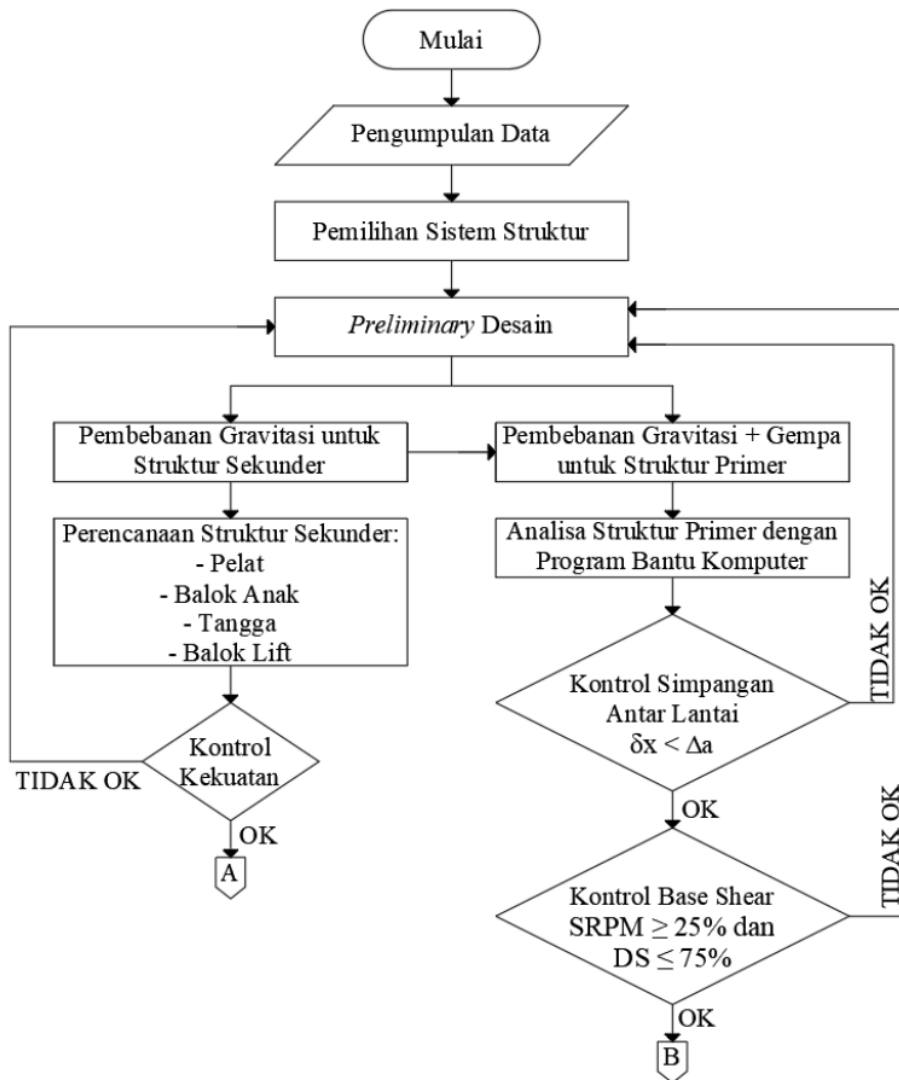 Mulai
Pengumpulan Data
Pemilihan Sistem Struktur
Preliminary Desain
Pembebanan Gravitasi untuk
Struktur Sekunder
Pembebanan Gravitasi + Gempa
untuk Struktur Primer
Perencanaan Struktur Sekunder:
- Pelat
- Balok Anak
- Tangga
- Balok Lift
Analisa Struktur Primer dengan
Program Bantu Komputer
Kontrol Simpangan
Antar Lantai
δx < Δa
TIDAK OK
Kontrol
Kekuatan
TIDAK OK
OK
A
OK
Kontrol Base Shear
SRPM ≥ 25% dan
DS ≤ 75%
TIDAK OK
OK
B